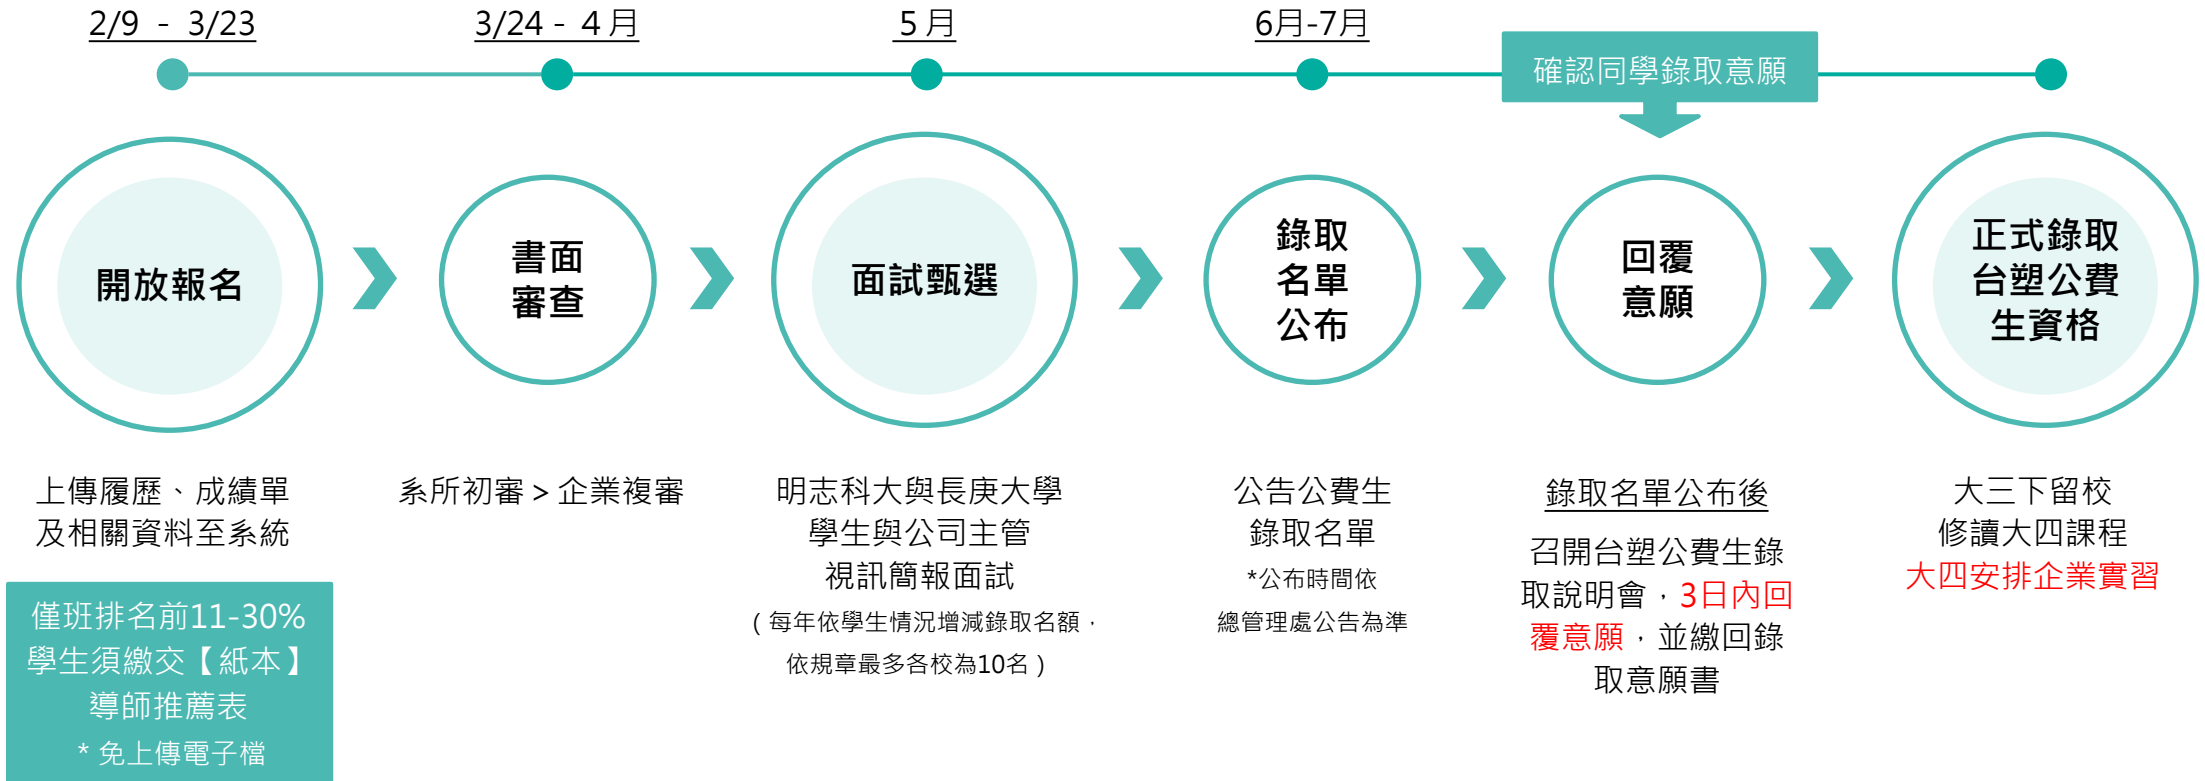 2/9 - 3/23
3/24 - 4月
5月
6月-7月
確認同學錄取意願
開放報名
書面
審查
面試甄選
錄取
名單
公布
回覆
意願
正式錄取
台塑公費
生資格
上傳履歷、成績單
及相關資料至系統
僅班排名前11-30%
學生須繳交【紙本】
導師推薦表
* 免上傳電子檔
系所初審 > 企業複審
明志科大與長庚大學
學生與公司主管
視訊簡報面試
(每年依學生情況增減錄取名額，
依規章最多各校為10名)
公告公費生
錄取名單
*公布時間依
總管理處公告為準
錄取名單公布後
召開台塑公費生錄
取說明會，3日內回
覆意願，並繳回錄
取意願書
大三下留校
修讀大四課程
大四安排企業實習